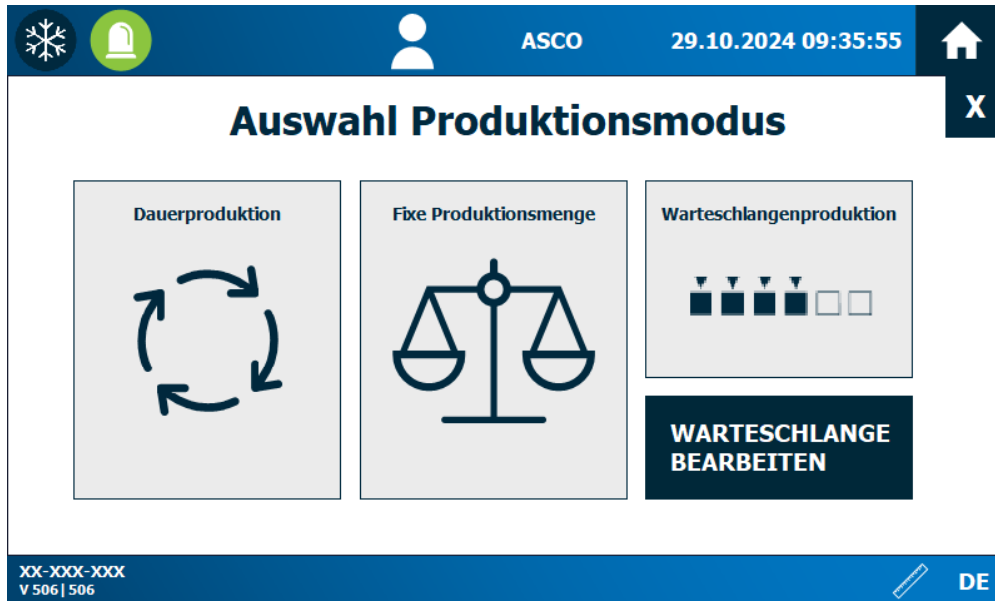 ASCO
29.10.2024 09:35:55
X
Auswahl Produktionsmodus
Dauerproduktion
Fixe Produktionsmenge
Warteschlangenproduktion
WARTESCHLANGE
BEARBEITEN
XX-XXX-XXX
V 506|506
DE